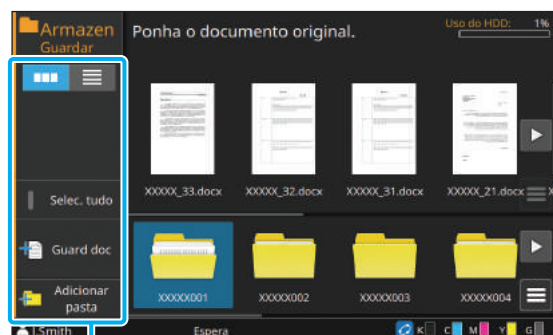 Armazen
Guardar
Ponha o documento original.
Uso do HDD: 1%
XXXXX_33.docx
XXXXX_32.docx
XXXXX_31.docx
XXXXX_21.docx
X
Selec. tudo
Guard doc
Adicionar
pasta
XXXXX001
XXXXX002
XXXXX003
XXXXX004
J.Smith
Espera
K C M Y G